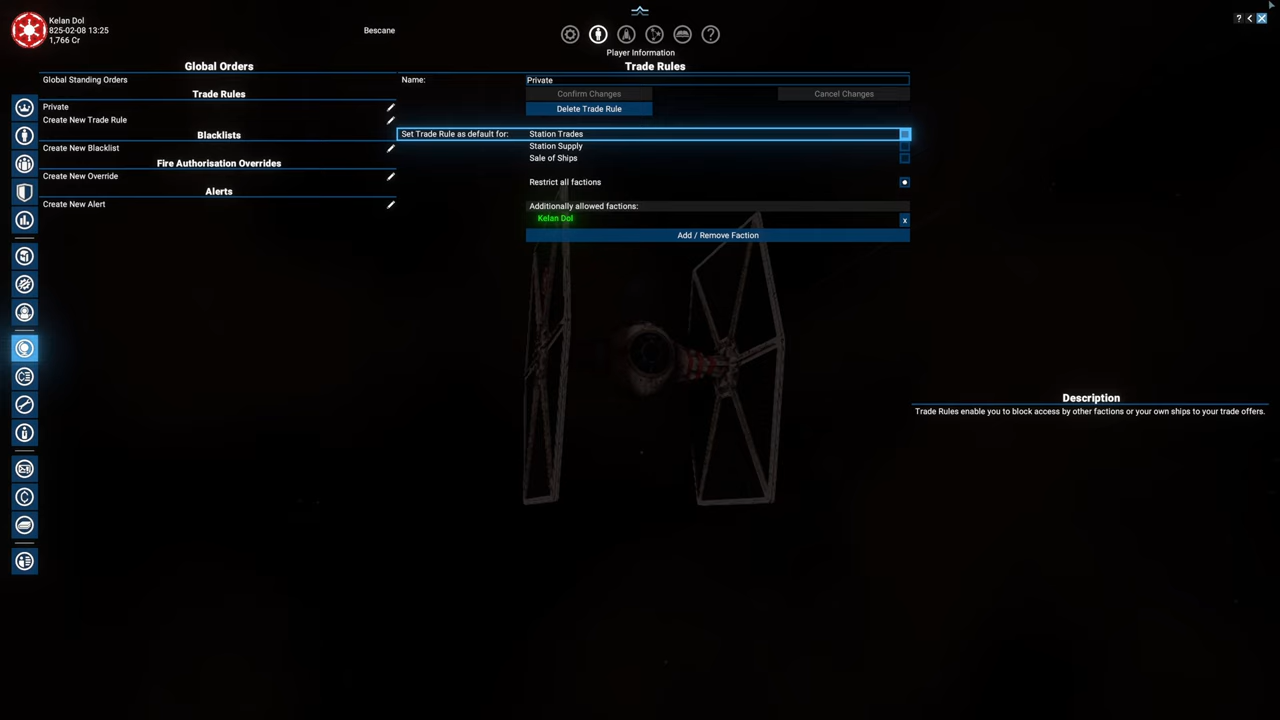 Kelan Dol
825-02-08 13:25
1,766 Cr
Bescane
?
?
Player Information
Global Orders
Global Standing Orders
Trade Rules
Private
Create New Trade Rule
Blacklists
Create New Blacklist
Fire Authorisation Overrides
Create New Override
Alerts
Create New Alert
Trade Rules
Name: Private
Confirm Changes Cancel Changes
Delete Trade Rule
Set Trade Rule as default for: Station Trades
Station Supply
Sale of Ships
Restrict all factions
Additionally allowed factions:
Kelan Dol x
Add / Remove Faction
Description
Trade Rules enable you to block access by other factions or your own ships to your trade offers.